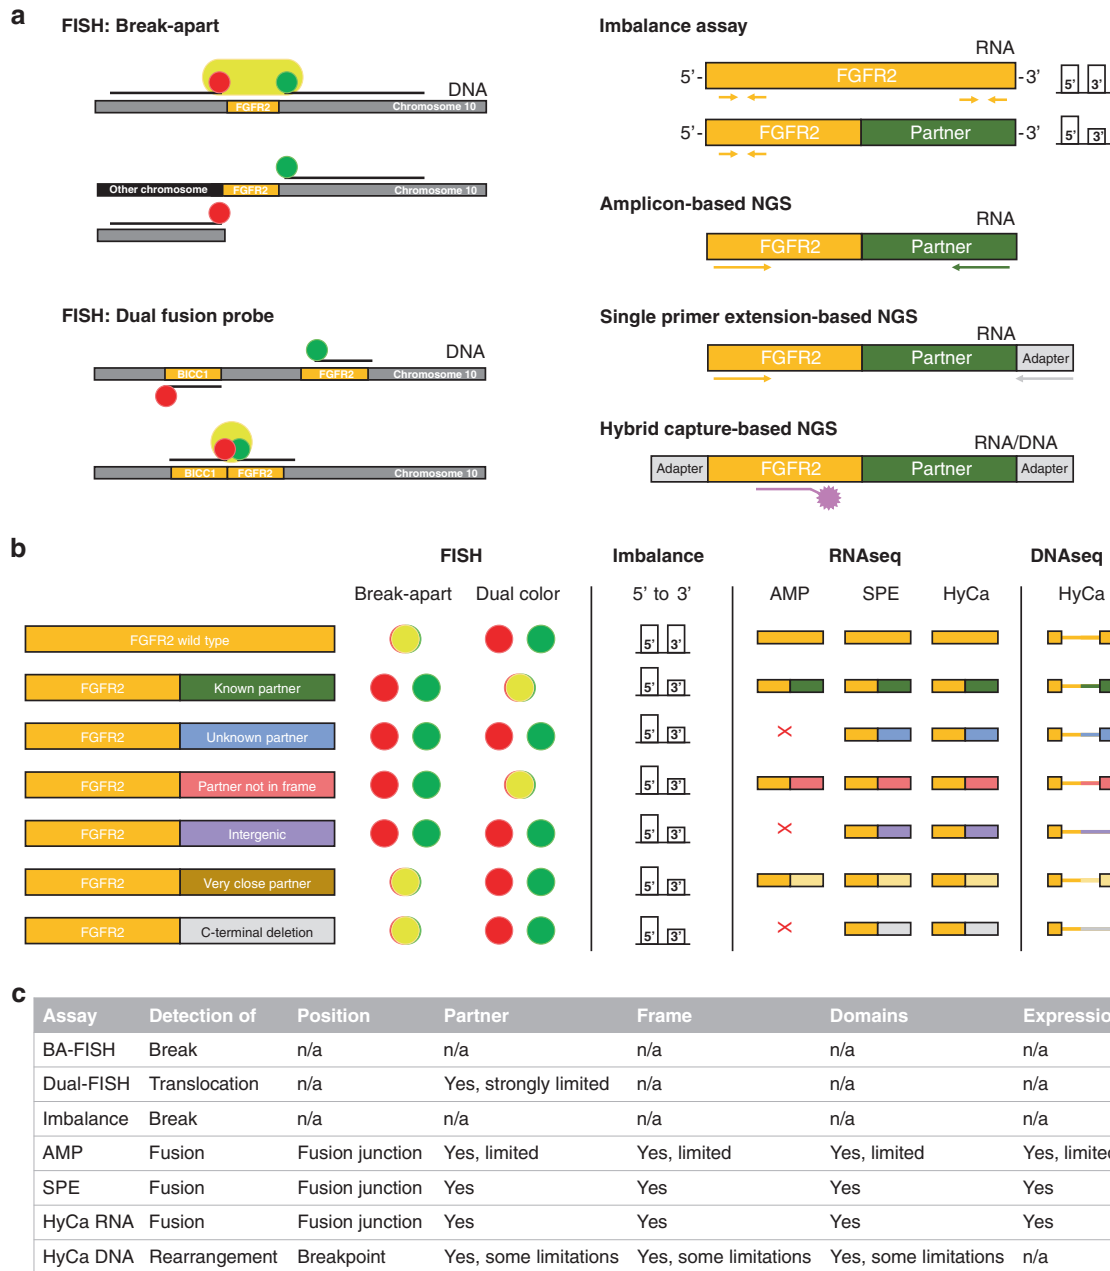 a
FISH: Break-apart
DNA
FGFR2
Chromosome 10
Other chromosome
FGFR2
Chromosome 10
FISH: Dual fusion probe
DNA
BICC1
FGFR2
Chromosome 10
BICC1
FGFR2
Chromosome 10
Imbalance assay
RNA
5'-
FGFR2
-3'
5'
3'
5'-
FGFR2
Partner
-3'
5'
3'
Amplicon-based NGS
RNA
FGFR2
Partner
Single primer extension-based NGS
RNA
FGFR2
Partner
Adapter
Hybrid capture-based NGS
RNA/DNA
Adapter
FGFR2
Partner
Adapter
b
FISH
Imbalance
RNAseq
DNAseq
Break-apart
Dual color
5' to 3'
AMP
SPE
HyCa
HyCa
FGFR2 wild type
5' 3'
FGFR2
Known partner
5' 3'
FGFR2
Unknown partner
5' 3'
FGFR2
Partner not in frame
5' 3'
FGFR2
Intergenic
5' 3'
FGFR2
Very close partner
5' 3'
FGFR2
C-terminal deletion
5' 3'
c
Assay Detection of Position Partner Frame Domains Expressio
BA-FISH Break n/a n/a n/a n/a n/a
Dual-FISH Translocation n/a Yes, strongly limited n/a n/a n/a
Imbalance Break n/a n/a n/a n/a n/a
AMP Fusion Fusion junction Yes, limited Yes, limited Yes, limited Yes, limited
SPE Fusion Fusion junction Yes Yes Yes Yes
HyCa RNA Fusion Fusion junction Yes Yes Yes Yes
HyCa DNA Rearrangement Breakpoint Yes, some limitations Yes, some limitations Yes, some limitations n/a